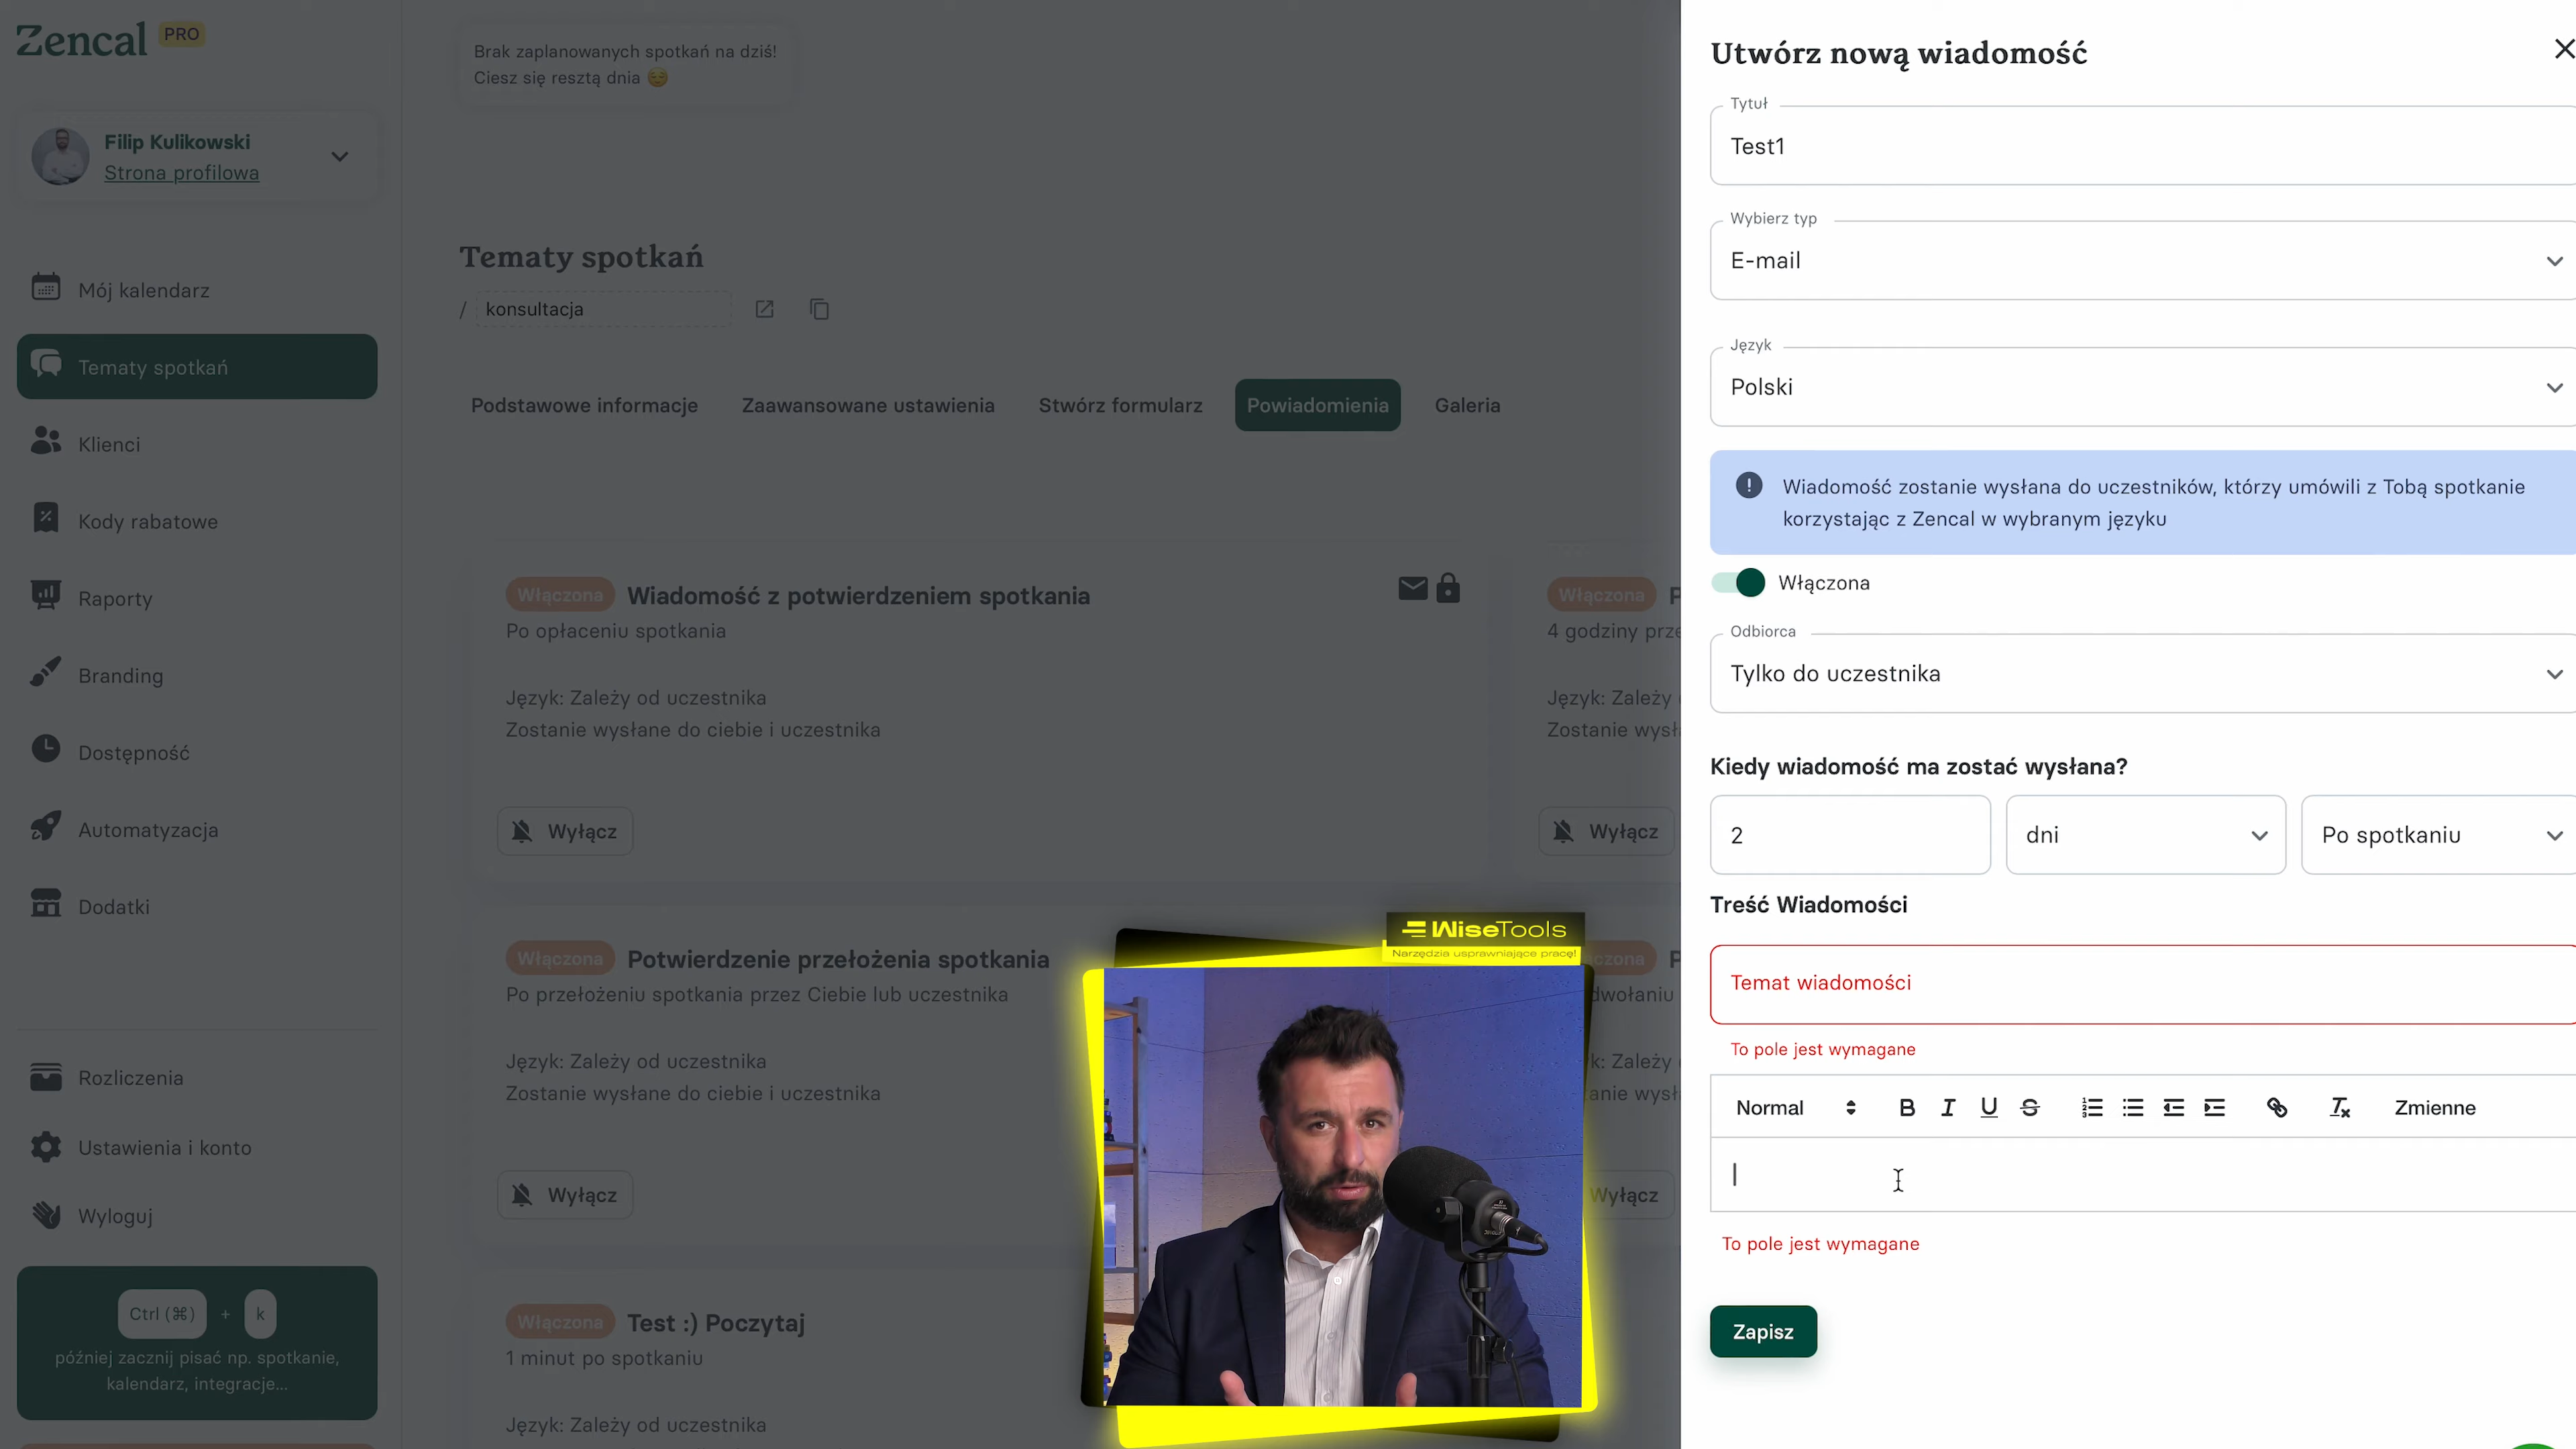 Zencal PRO
Filip Kulikowski
Strona profilowa
Mój kalendarz
Tematy spotkań
Klienci
Kody rabatowe
Raporty
Branding
Dostępność
Automatyzacja
Dodatki
Rozliczenia
Ustawienia i konto
Wyloguj
Ctrl (⌘) + k
później zacznij pisać np. spotkanie,
kalendarz, integracje...
Brak zaplanowanych spotkań na dziś!
Ciesz się resztą dnia 😌
Tematy spotkań
/ konsultacja
Podstawowe informacje Zaawansowane ustawienia Stwórz formularz Powiadomienia Galeria
Włączona Wiadomość z potwierdzeniem spotkania
Po opłaceniu spotkania
Język: Zależy od uczestnika
Zostanie wysłane do ciebie i uczestnika
Wyłącz
Włączona P
4 godziny prze
Język: Zależy
Zostanie wysł
Wyłącz
Włączona Potwierdzenie przełożenia spotkania
Po przełożeniu spotkania przez Ciebie lub uczestnika
Język: Zależy od uczestnika
Zostanie wysłane do ciebie i uczestnika
Wyłącz
czona P
dwołaniu
k: Zależy
anie wysł
Wyłącz
Włączona Test :) Poczytaj
1 minut po spotkaniu
Język: Zależy od uczestnika
WiseTools
Narzędzia usprawniające pracę!
Utwórz nową wiadomość
Tytuł
Test1
Wybierz typ
E-mail
Język
Polski
Wiadomość zostanie wysłana do uczestników, którzy umówili z Tobą spotkanie
korzystając z Zencal w wybranym języku
Włączona
Odbiorca
Tylko do uczestnika
Kiedy wiadomość ma zostać wysłana?
2 dni Po spotkaniu
Treść Wiadomości
Temat wiadomości
To pole jest wymagane
Normal B I U S Zmienne
To pole jest wymagane
Zapisz